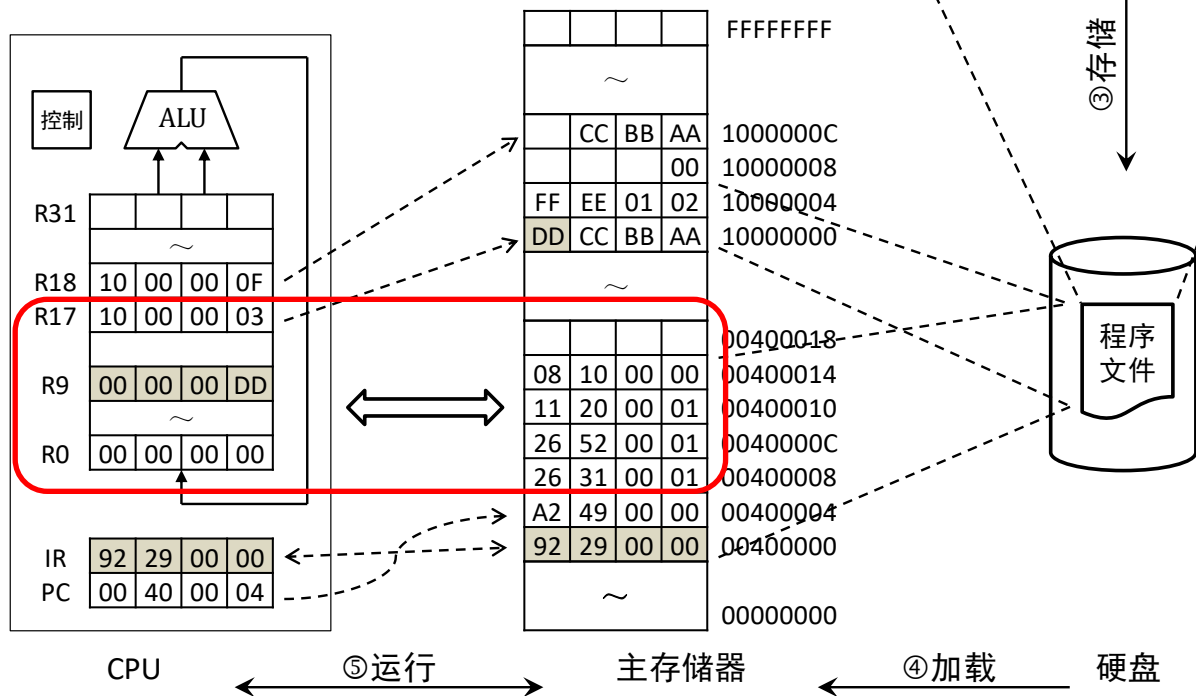 FFFFFFFF
～
③存储
控制
ALU
CC BB AA 1000000C
00 10000008
FF EE 01 02 10000004
DD CC BB AA 10000000
R31
～
R18 10 00 00 0F
R17 10 00 00 03
～
00400018
08 10 00 00 00400014
R9 00 00 00 DD
11 20 00 01 00400010
～
26 52 00 01 0040000C
R0 00 00 00 00
26 31 00 01 00400008
A2 49 00 00 00400004
92 29 00 00 00400000
IR 92 29 00 00
PC 00 40 00 04
～
00000000
程序
文件
CPU ⑤运行 主存储器 ④加载 硬盘